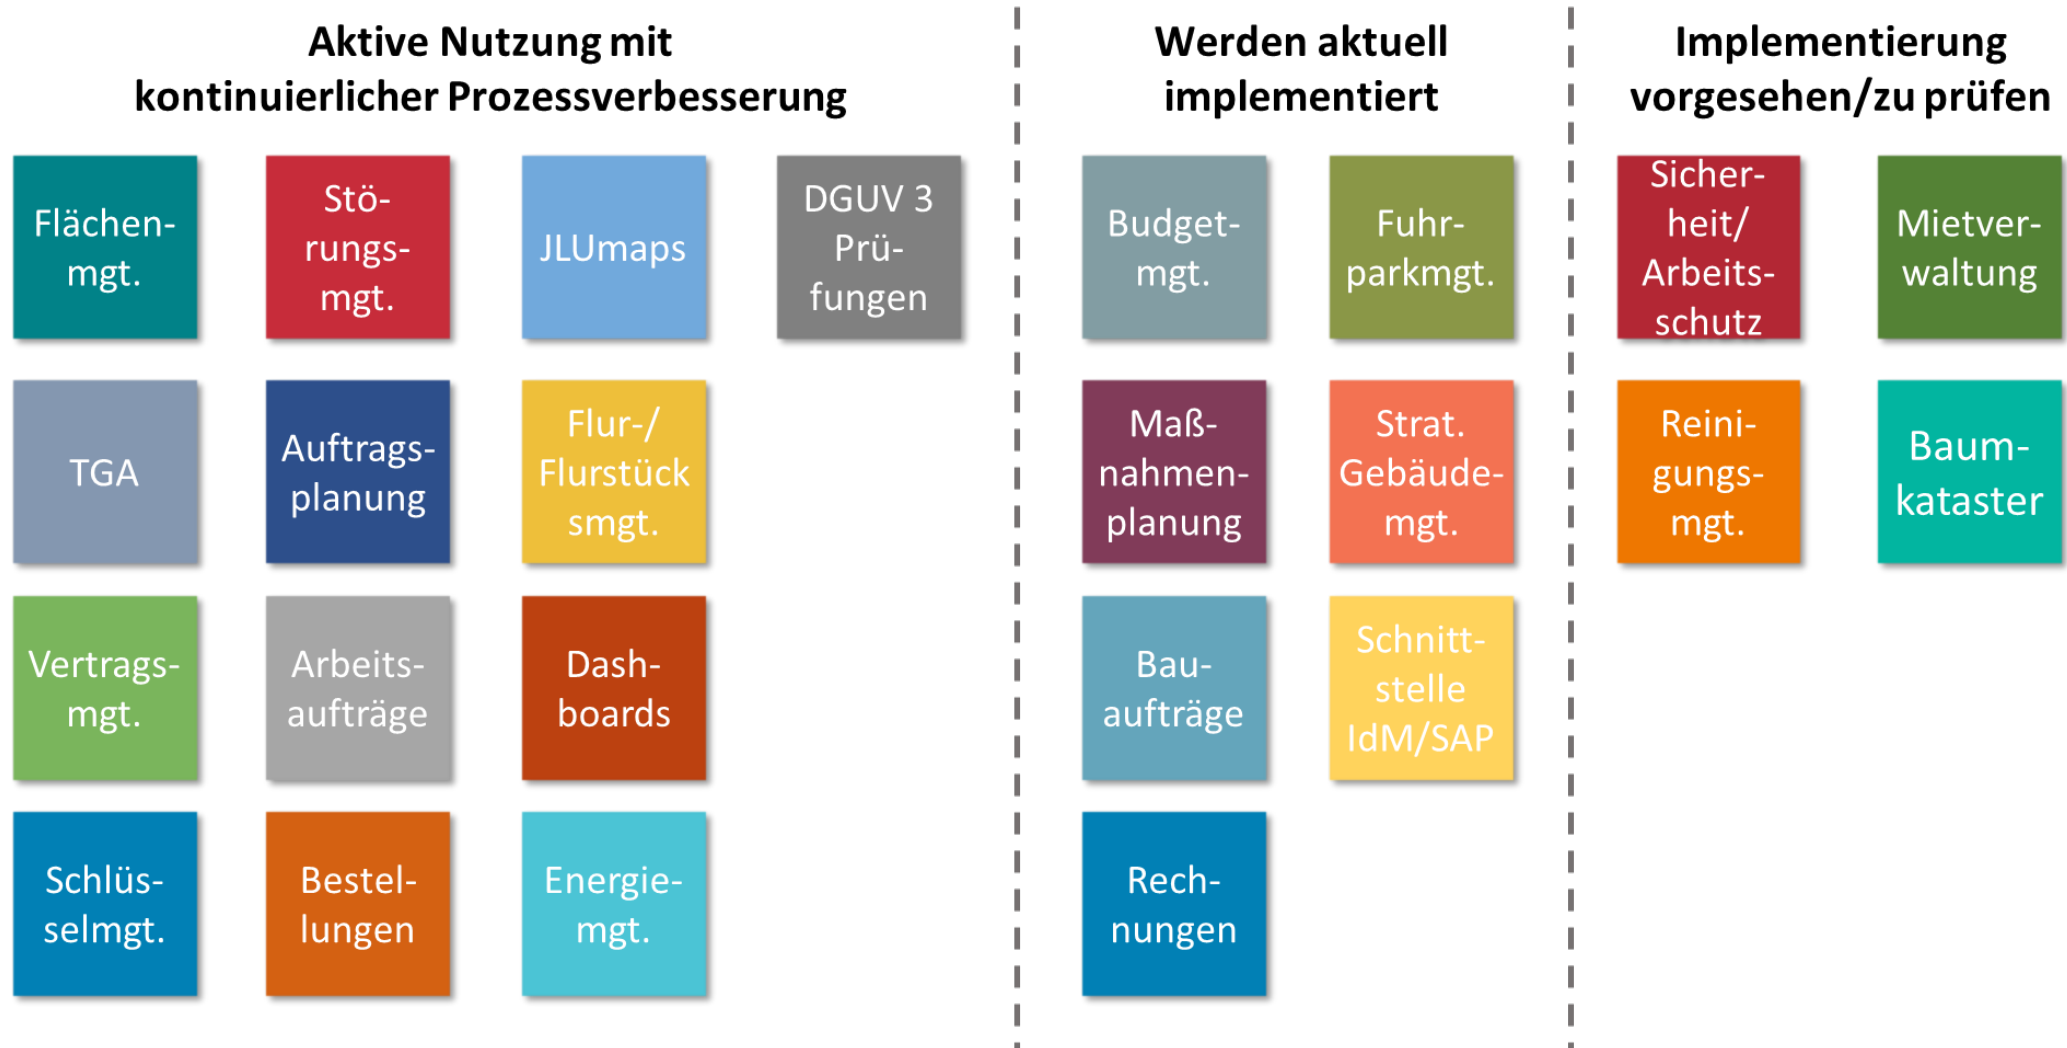 Aktive Nutzung mit
kontinuierlicher Prozessverbesserung
Flächen-
mgt.
Stö-
rungs-
mgt.
JLUmaps
DGUV 3
Prü-
fungen
TGA
Auftrags-
planung
Flur-/
Flurstück
smgt.
Vertrags-
mgt.
Arbeits-
aufträge
Dash-
boards
Schlüs-
selmgt.
Bestel-
lungen
Energie-
mgt.
Werden aktuell
implementiert
Budget-
mgt.
Fuhr-
parkmgt.
Maß-
nahmen-
planung
Strat.
Gebäude-
mgt.
Bau-
aufträge
Schnitt-
stelle
IdM/SAP
Rech-
nungen
Implementierung
vorgesehen/zu prüfen
Sicher-
heit/
Arbeits-
schutz
Mietver-
waltung
Reini-
gungs-
mgt.
Baum-
kataster